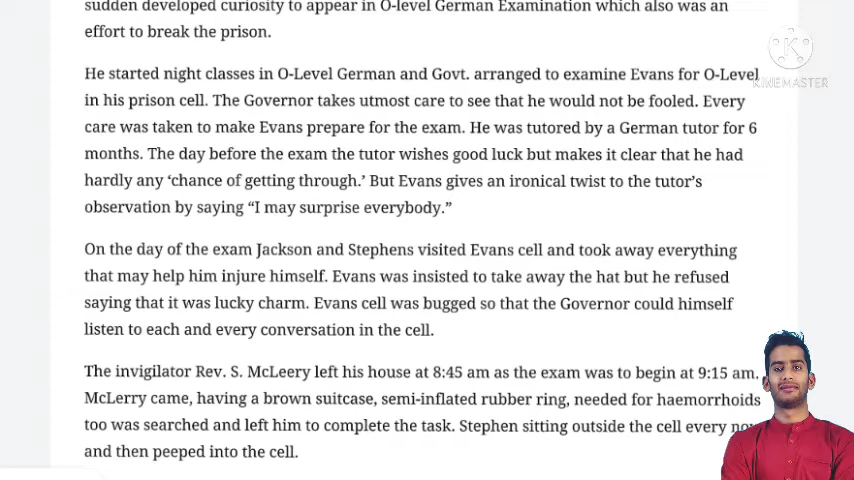 sudden developed curiosity to appear in O-level German Examination which also was an
effort to break the prison.
He started night classes in O-Level German and Govt. arranged to examine Evans for O-Level
in his prison cell. The Governor takes utmost care to see that he would not be fooled. Every
care was taken to make Evans prepare for the exam. He was tutored by a German tutor for 6
months. The day before the exam the tutor wishes good luck but makes it clear that he had
hardly any ‘chance of getting through.’ But Evans gives an ironical twist to the tutor’s
observation by saying “I may surprise everybody.”
On the day of the exam Jackson and Stephens visited Evans cell and took away everything
that may help him injure himself. Evans was insisted to take away the hat but he refused
saying that it was lucky charm. Evans cell was bugged so that the Governor could himself
listen to each and every conversation in the cell.
The invigilator Rev. S. McLeery left his house at 8:45 am as the exam was to begin at 9:15 am.
McLerry came, having a brown suitcase, semi-inflated rubber ring, needed for haemorrhoids
too was searched and left him to complete the task. Stephen sitting outside the cell every
and then peeped into the cell.
KINEMASTER